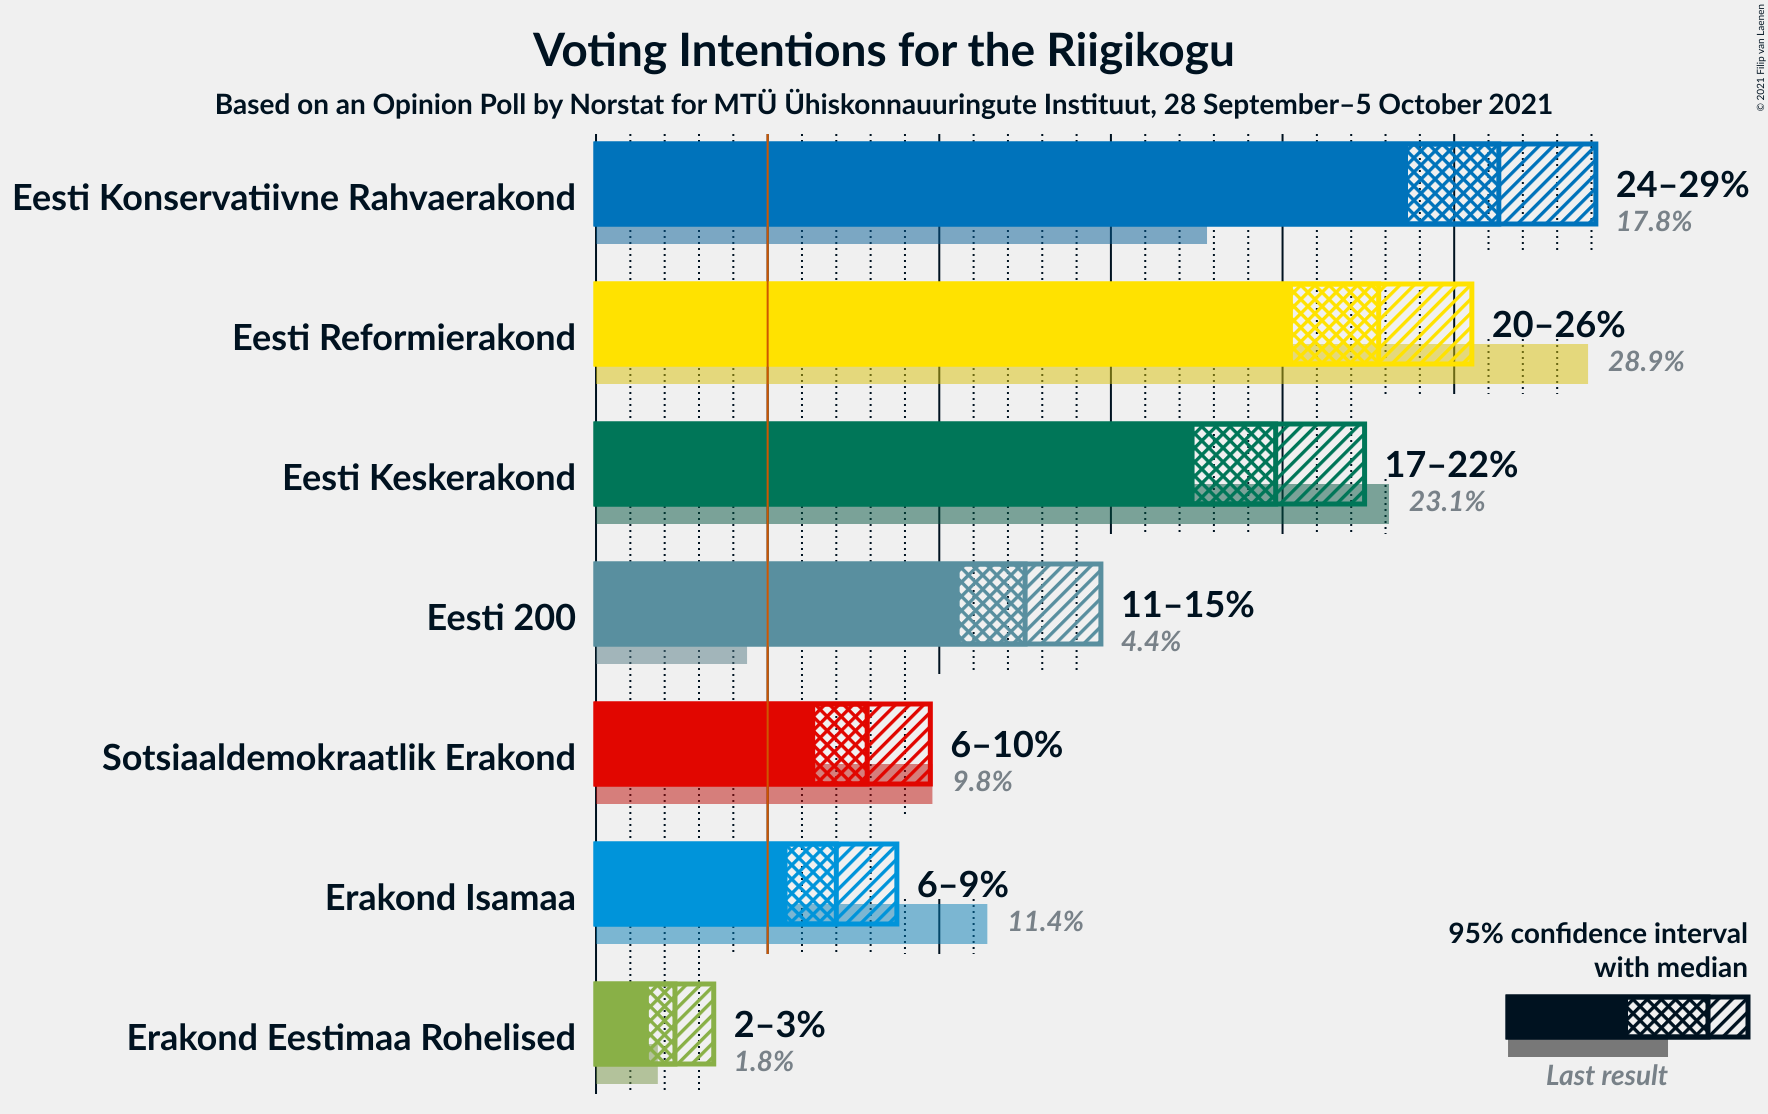 Voting Intentions for the Riigikogu
Based on an Opinion Poll by Norstat for MTÜ Ühiskonnauuringute Instituut, 28 September–5 October 2021
© 2021 Filip van Laenen
Eesti Konservatiivne Rahvaerakond
24–29%
17.8%
Eesti Reformierakond
20–26%
28.9%
Eesti Keskerakond
17–22%
23.1%
Eesti 200
11–15%
4.4%
Sotsiaaldemokraatlik Erakond
6–10%
9.8%
Erakond Isamaa
6–9%
11.4%
Erakond Eestimaa Rohelised
2–3%
1.8%
95% confidence interval
with median
Last result